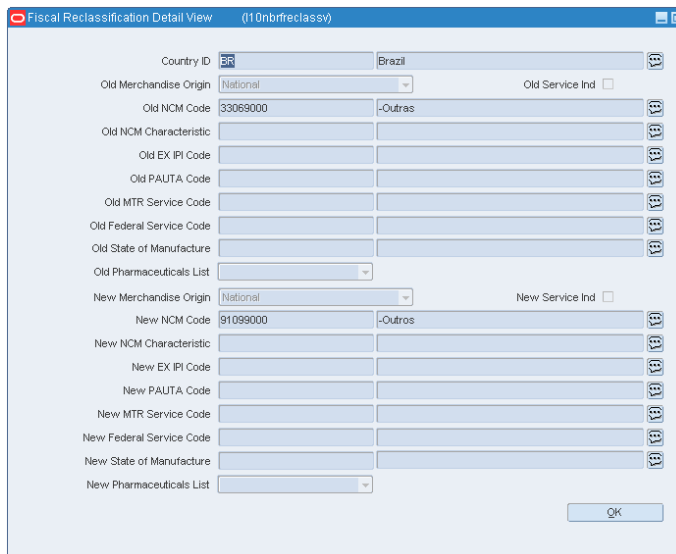 Fiscal Reclassification Detail View (l10nbrfreclassv)
Country ID BR Brazil
Old Merchandise Origin National Old Service Ind
Old NCM Code 33069000 -Outras
Old NCM Characteristic
Old EX IPI Code
Old PAUTA Code
Old MTR Service Code
Old Federal Service Code
Old State of Manufacture
Old Pharmaceuticals List
New Merchandise Origin National New Service Ind
New NCM Code 91099000 -Outros
New NCM Characteristic
New EX IPI Code
New PAUTA Code
New MTR Service Code
New Federal Service Code
New State of Manufacture
New Pharmaceuticals List
OK